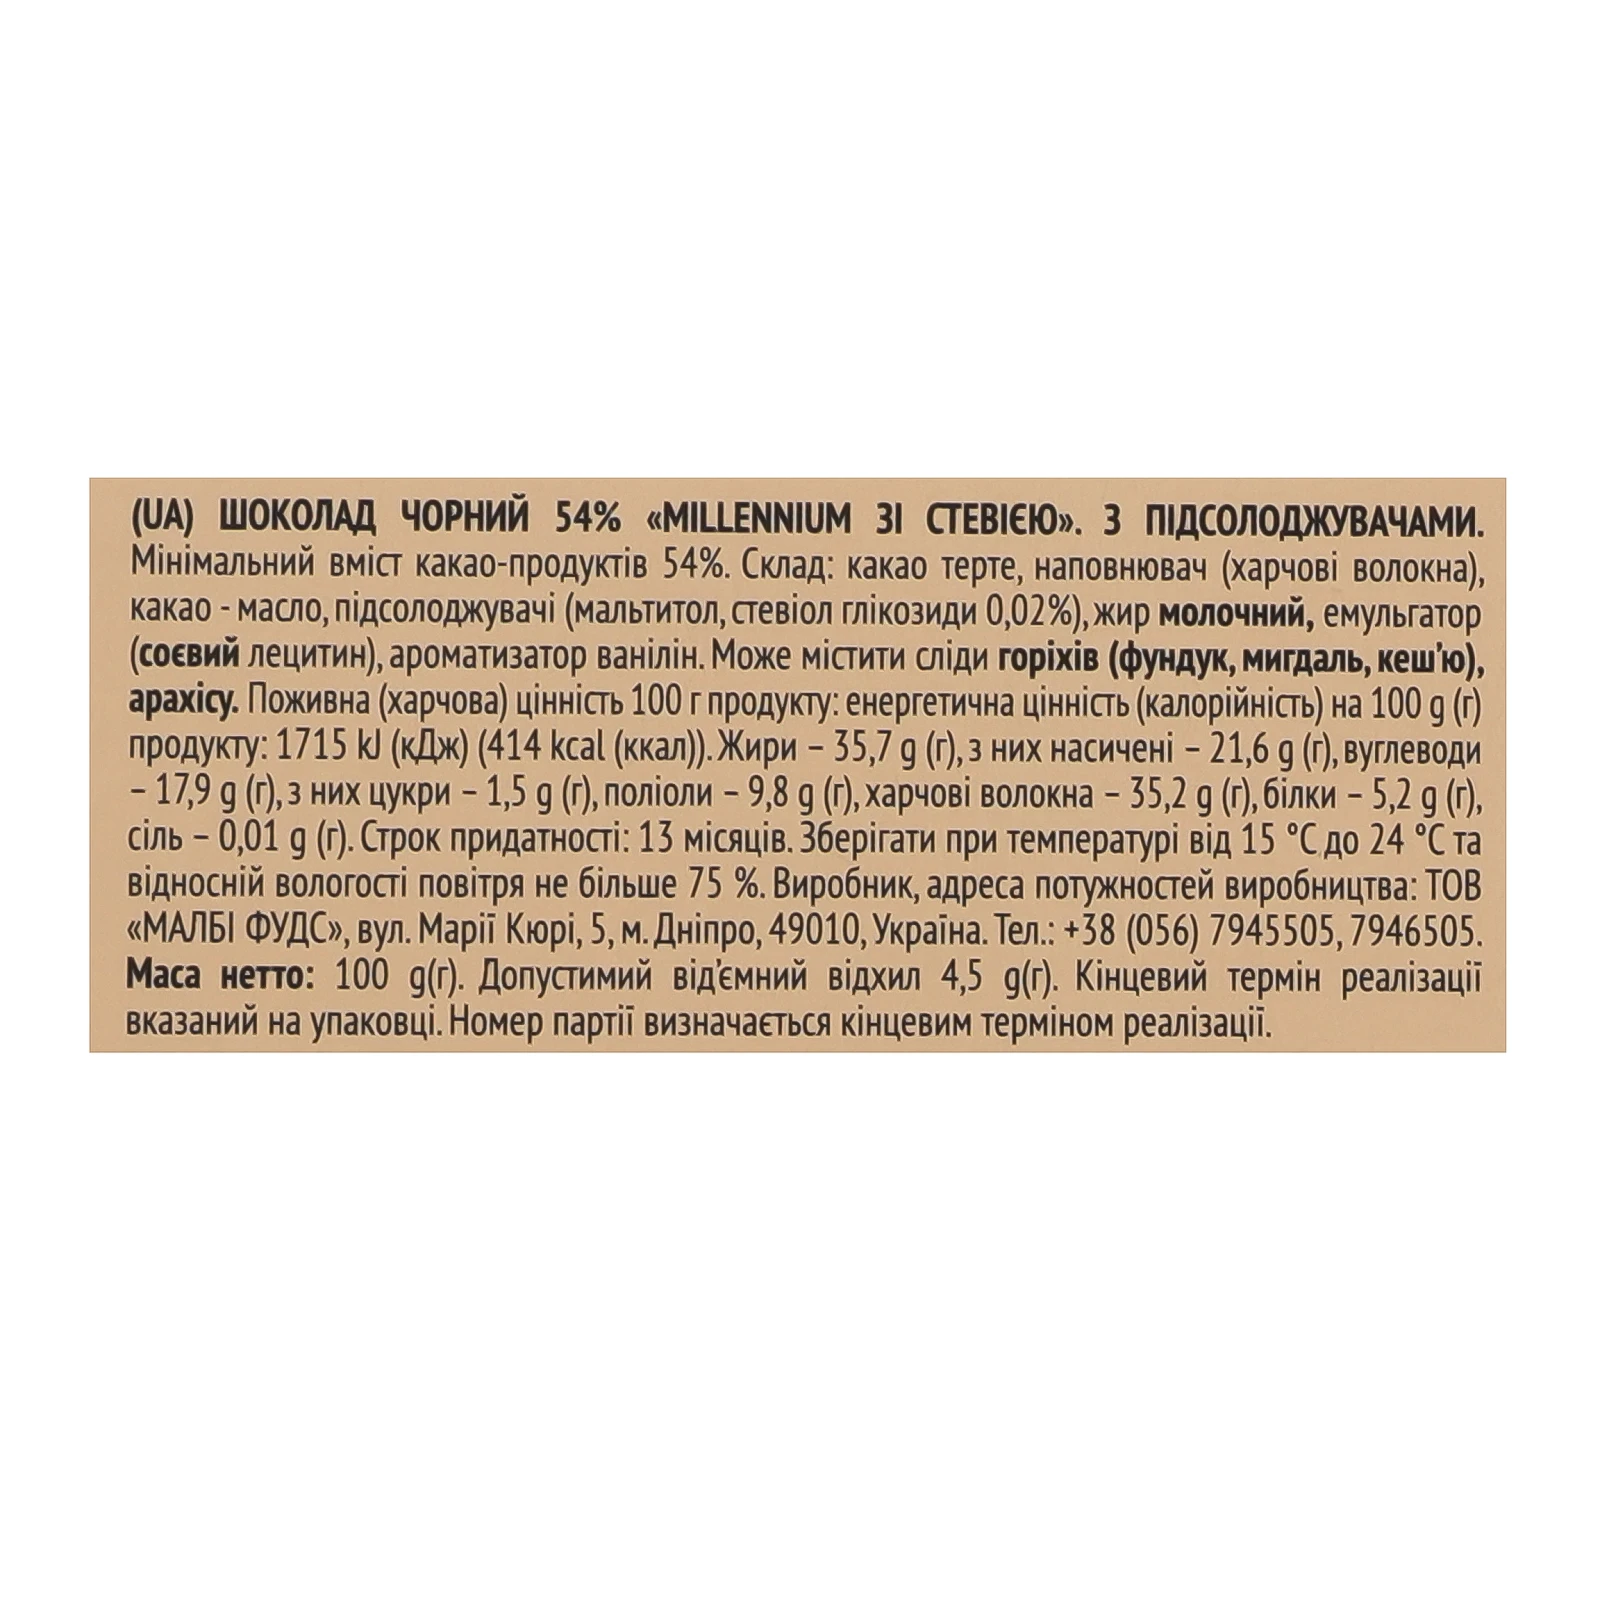 (UA) ШОКОЛАД ЧОРНИЙ 54% «MILLENNIUM ЗІ СТЕВІЄЮ». З ПІДСОЛОДЖУВАЧАМИ.
Мінімальний вміст какао-продуктів 54%. Склад: какао терте, наповнювач (харчові волокна),
какао - масло, підсолоджувачі (мальтитол, стевіол глікозиди 0,02%), жир молочний, емульгатор
(соєвий лецитин), ароматизатор ванілін. Може містити сліди горіхів (фундук, мигдаль, кеш'ю),
арахісу. Поживна (харчова) цінність 100 г продукту: енергетична цінність (калорійність) на 100 g (г)
продукту: 1715 kJ (кДж) (414 kcal (ккал)). Жири – 35,7 g (г), з них насичені – 21,6 g (г), вуглеводи
– 17,9 g (г), з них цукри – 1,5 g (г), поліоли – 9,8 g (г), харчові волокна – 35,2 g (г), білки – 5,2 g (г),
сіль – 0,01 g (г). Строк придатності: 13 місяців. Зберігати при температурі від 15 °С до 24 °С та
відносній вологості повітря не більше 75 %. Виробник, адреса потужностей виробництва: ТОВ
«МАЛБІ ФУДС», вул. Марії Кюрі, 5, м. Дніпро, 49010, Україна. Тел.: +38 (056) 7945505, 7946505.
Маса нетто: 100 g(г). Допустимий від'ємний відхил 4,5 g(г). Кінцевий термін реалізації
вказаний на упаковці. Номер партії визначається кінцевим терміном реалізації.